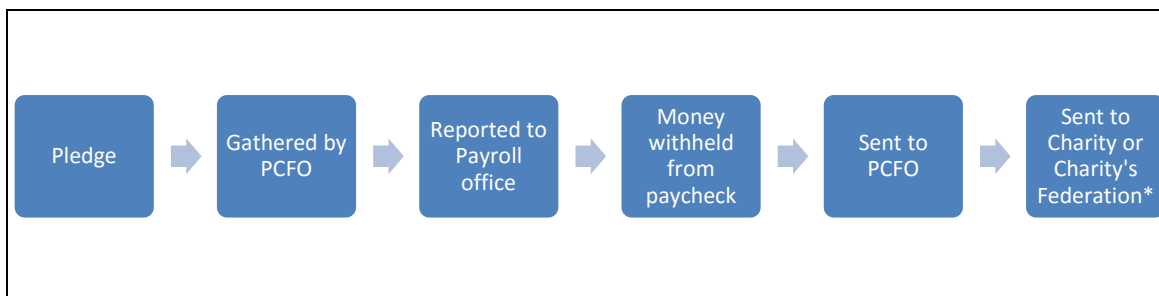 Pledge
Gathered by
PCFO
Reported to
Payroll
office
Money
withheld
from
paycheck
Sent to
PCFO
Sent to
Charity or
Charity's
Federation*